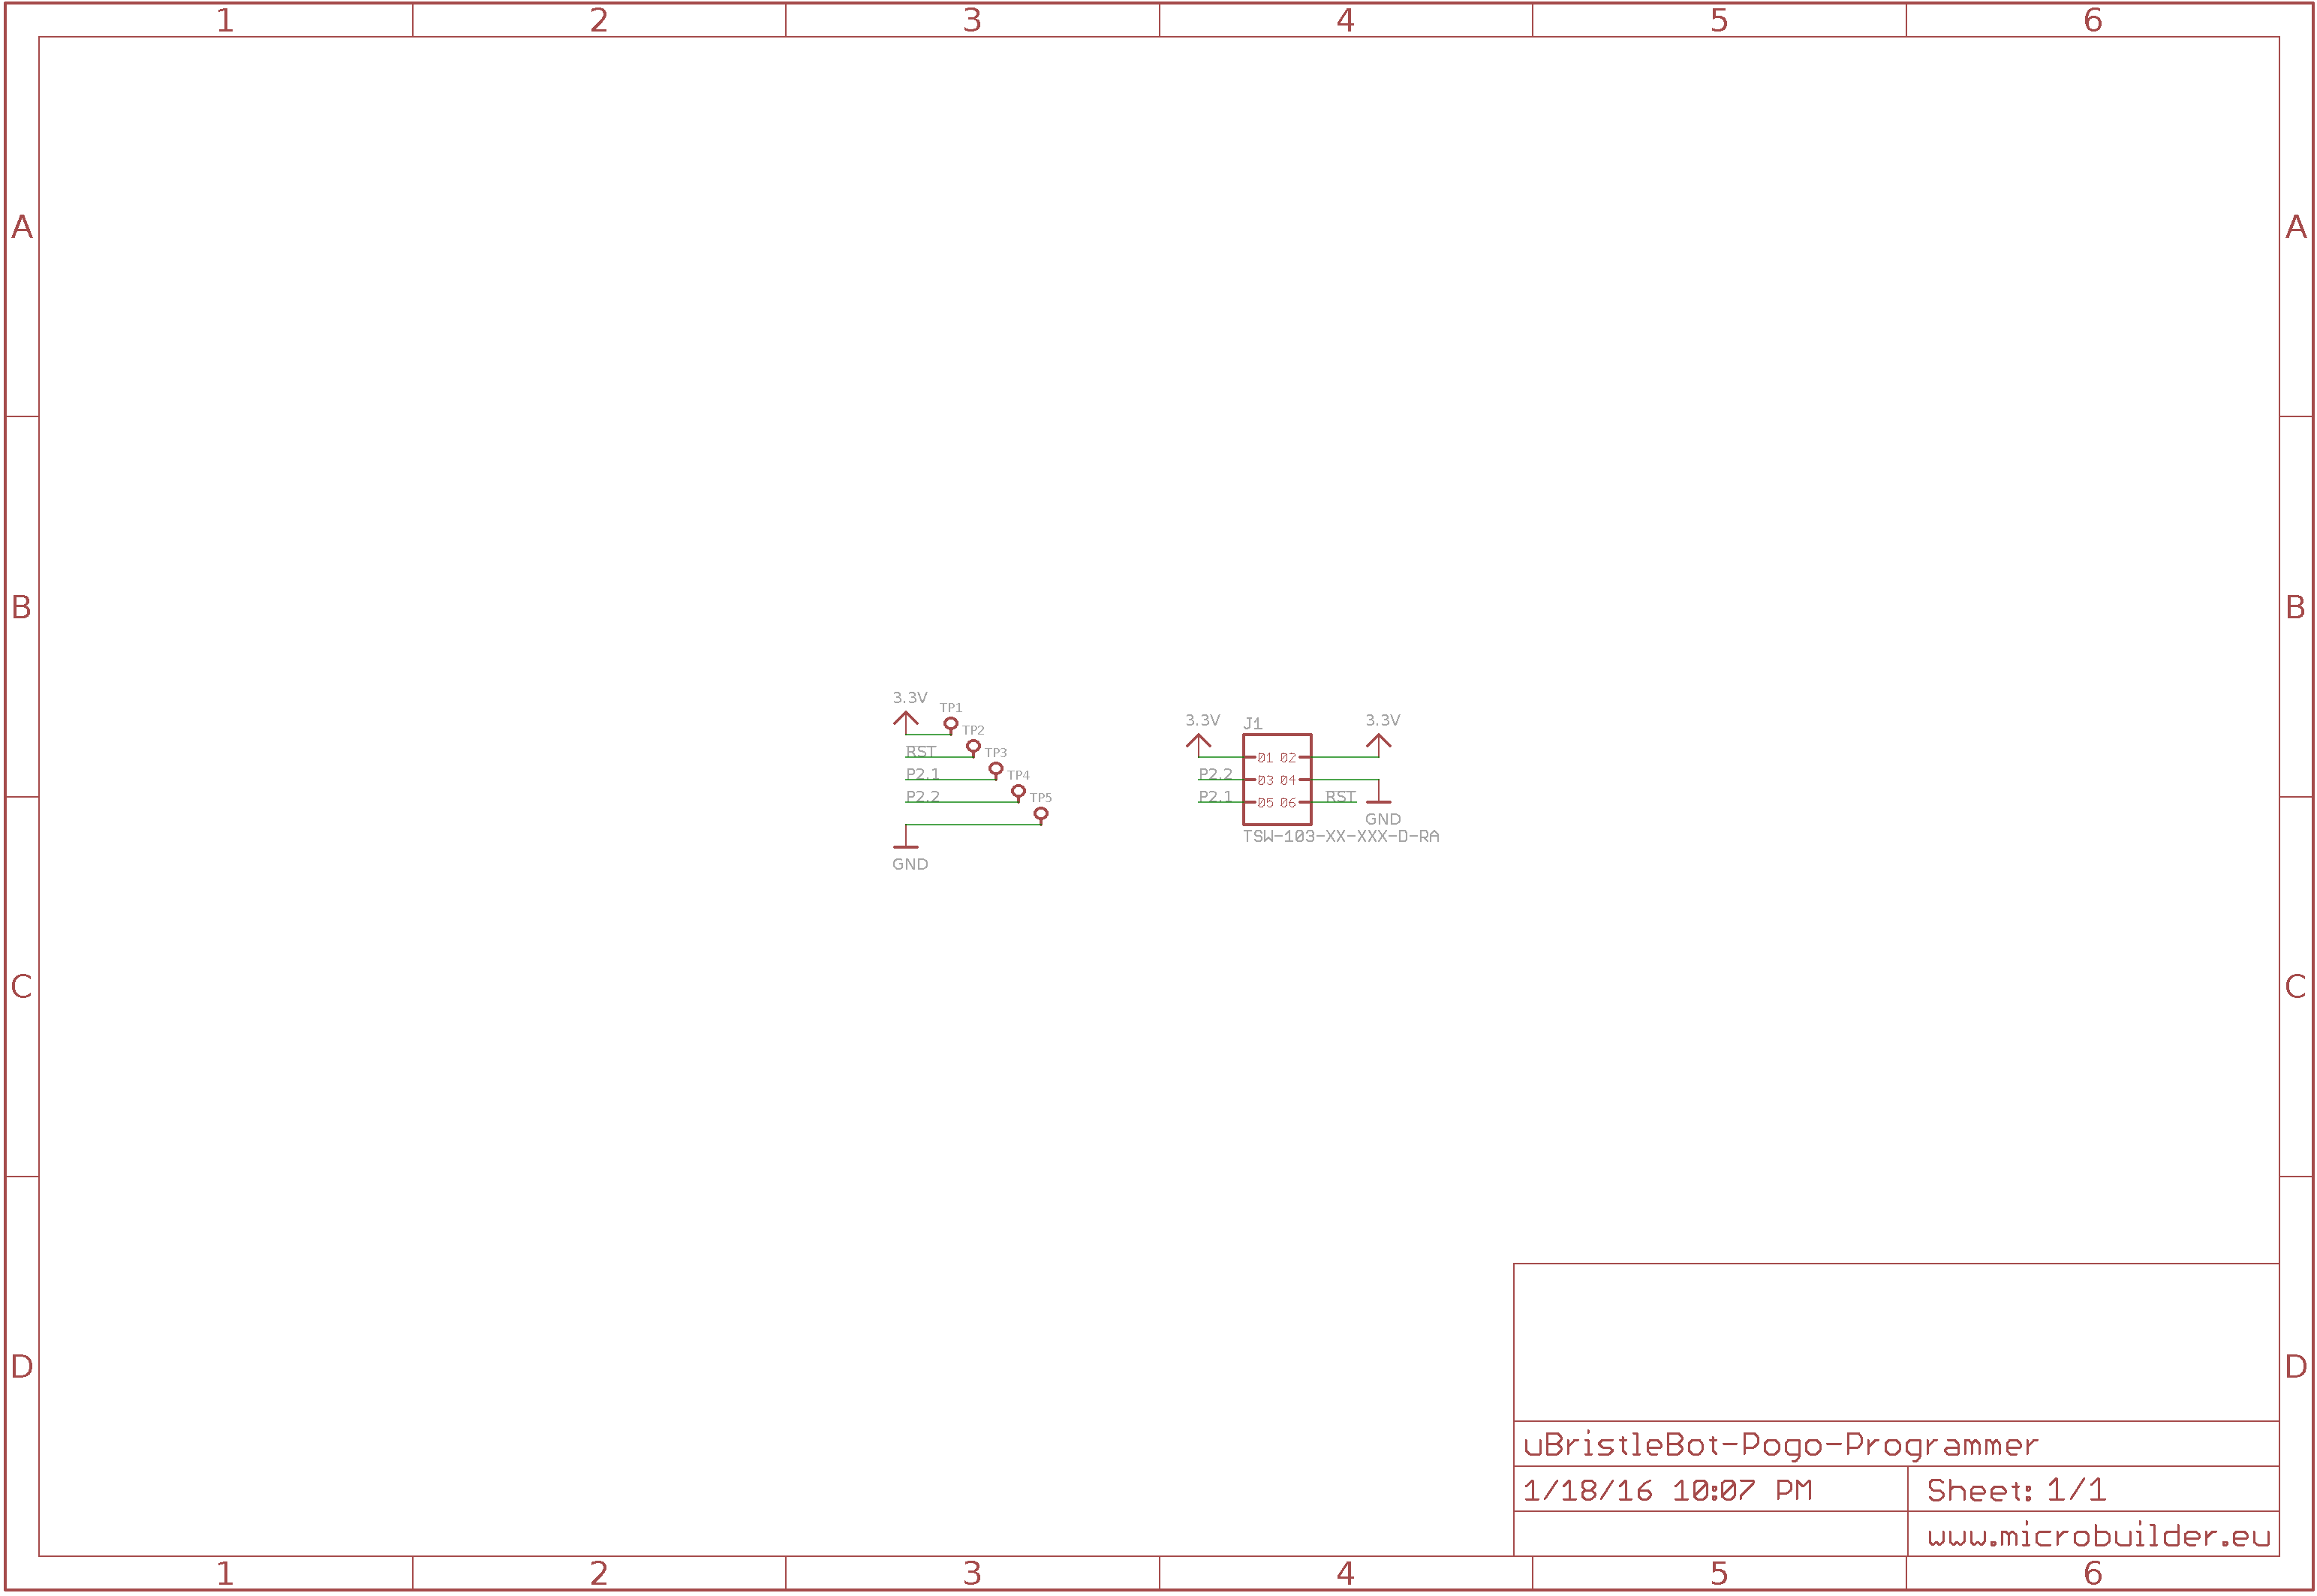 1 2 3 4 5 6
A A
B B
3.3V
TP1
TP2
RST
TP3
P2.1
TP4
P2.2
TP5
GND
3.3V
J1
3.3V
01 02
P2.2
03 04
P2.1
05 06
RST
GND
TSW-103-XX-XXX-D-RA
C C
D D
uBristleBot-Pogo-Programmer
1/18/16 10:07 PM
Sheet: 1/1
www.microbuilder.eu
1 2 3 4 5 6